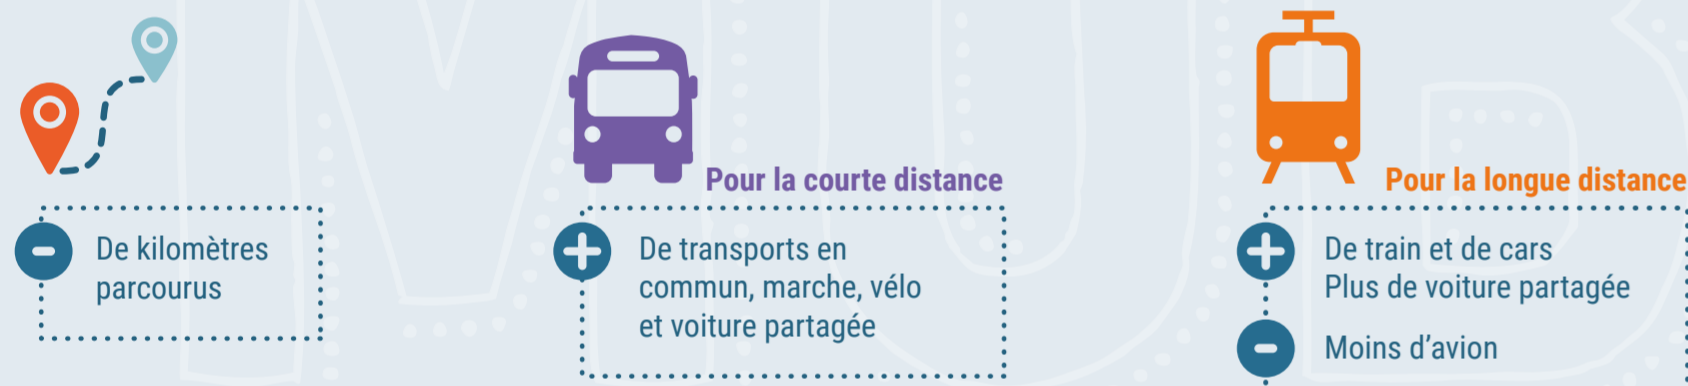 De kilomètres
parcourus
Pour la courte distance
De transports en
commun, marche, vélo
et voiture partagée
Pour la longue distance
De train et de cars
Plus de voiture partagée
Moins d'avion